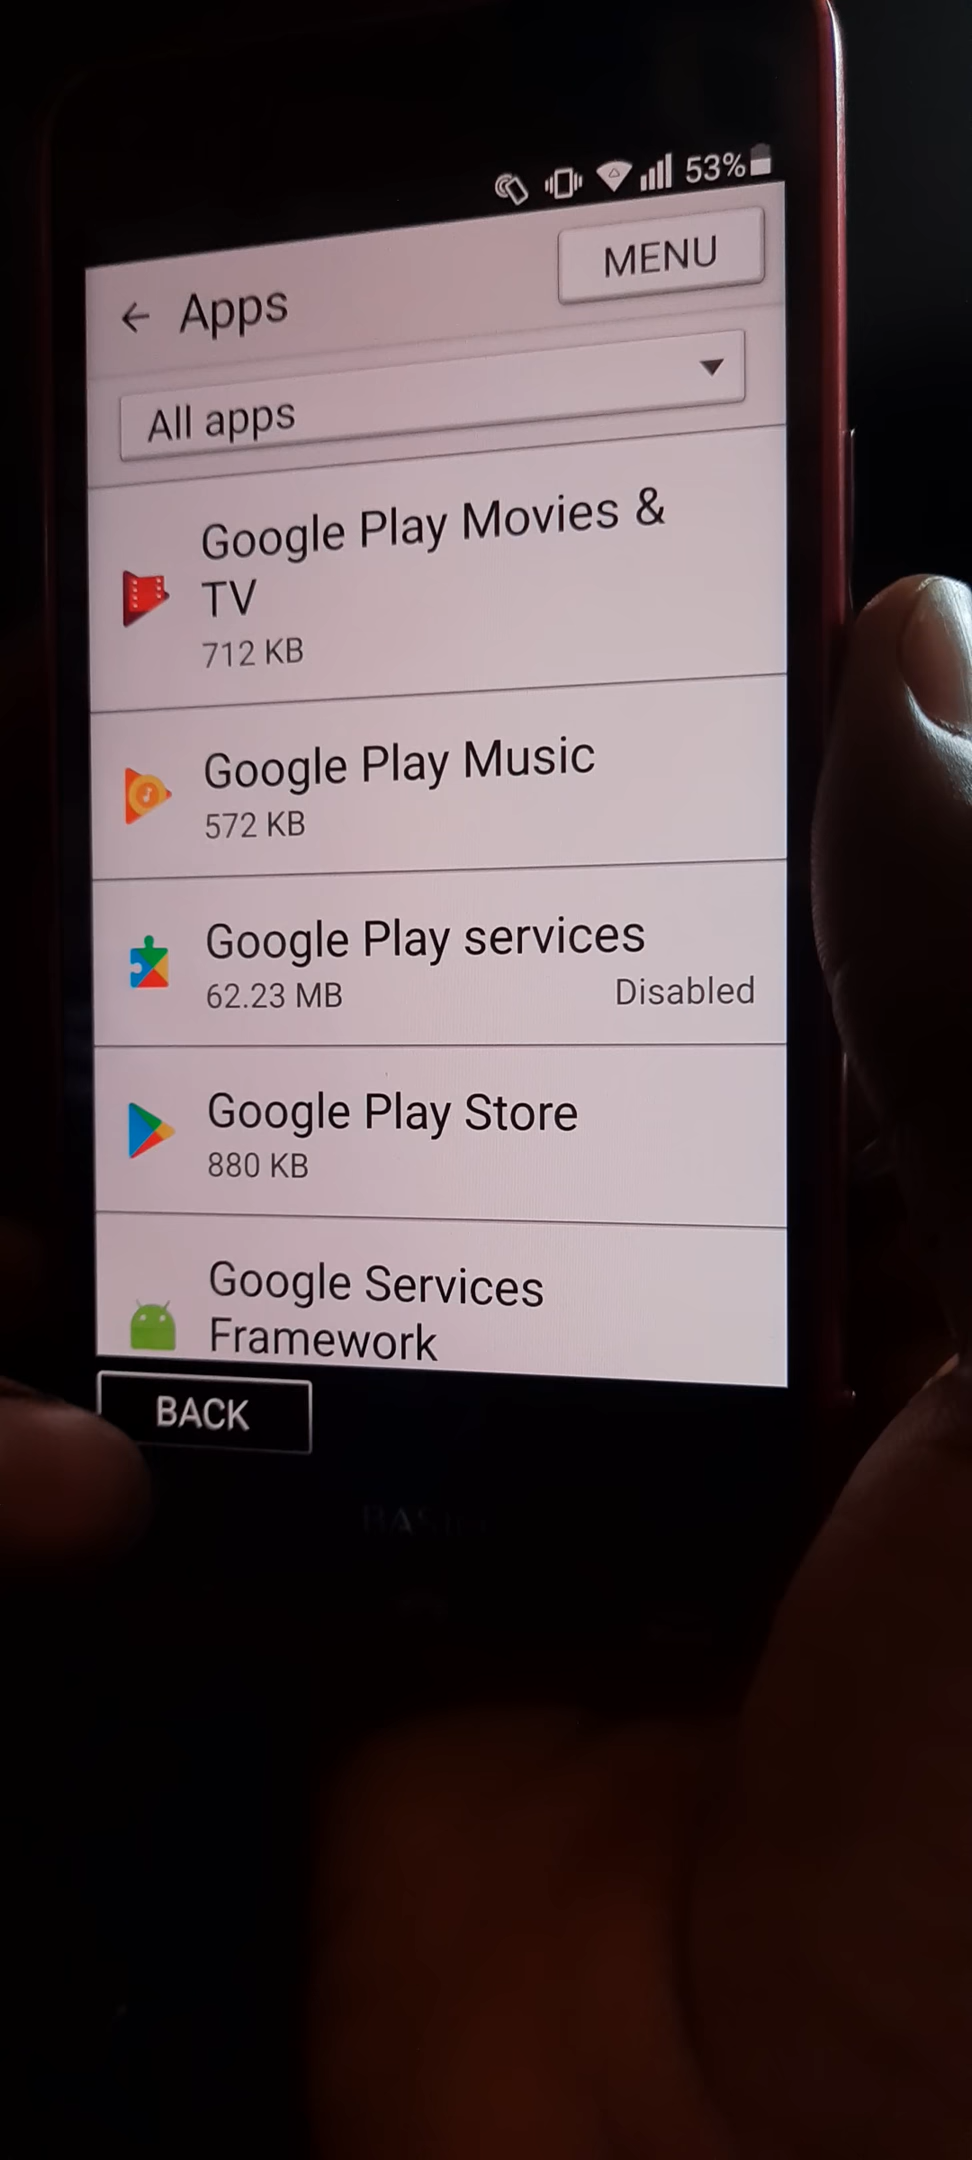 53%
MENU
Apps
All apps
Google Play Movies &
TV
712 KB
Google Play Music
572 KB
Google Play services
62.23 MB
Disabled
Google Play Store
880 KB
Google Services
Framework
BACK